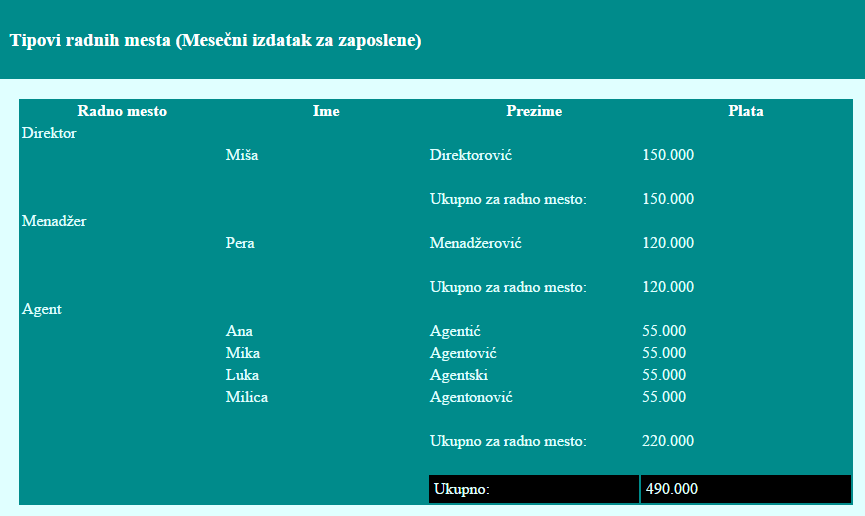 Tipovi radnih mesta (Mesečni izdatak za zaposlene)
Radno mesto Ime Prezime Plata
Direktor
Miša Direktorović 150.000
Ukupno za radno mesto: 150.000
Menadžer
Pera Menadžerović 120.000
Ukupno za radno mesto: 120.000
Agent
Ana Agentić 55.000
Mika Agentović 55.000
Luka Agentski 55.000
Milica Agentonović 55.000
Ukupno za radno mesto: 220.000
Ukupno: 490.000